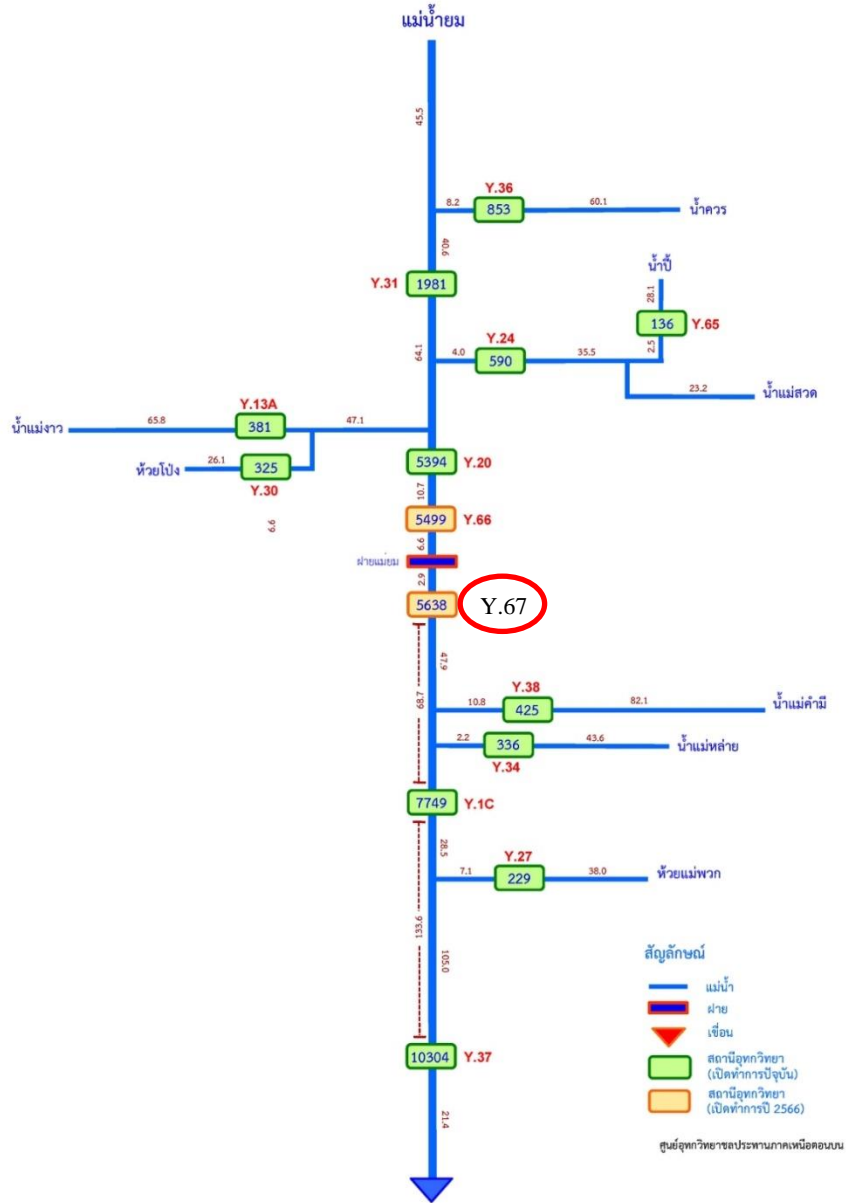 แม่น้ำยม
45.5
Y.36
8.2
853
60.1
น้ำควร
40.6
น้ำปี้
Y.31
1981
28.1
136
Y.65
Y.24
64.1
4.0
590
35.5
2.5
23.2
น้ำแม่สวด
Y.13A
น้ำแม่งาว
65.8
381
47.1
ห้วยโป่ง
26.1
325
Y.30
5394
Y.20
10.7
6.6
5499
Y.66
6.6
ฝายแม่ยม
2.9
5638
Y.67
47.9
68.7
Y.38
10.8
425
82.1
น้ำแม่คำมี
2.2
336
43.6
น้ำแม่หล่าย
Y.34
7749
Y.1C
28.5
Y.27
7.1
229
38.0
ห้วยแม่พวก
133.6
105.0
10304
Y.37
21.4
สัญลักษณ์
แม่น้ำ
ฝาย
เขื่อน
สถานีอุทกวิทยา
(เปิดทำการปัจุบัน)
สถานีอุทกวิทยา
(เปิดทำการปี 2566)
ศูนย์อุทกวิทยาชลประทานภาคเหนือตอนบน